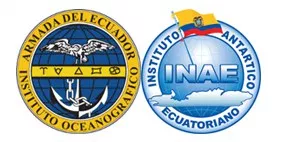 ARMADA DEL ECUADOR
INSTITUTO OCEANOGRAFICO
INSTITUTO ANTARTICO
INAE
ECUATORIANO